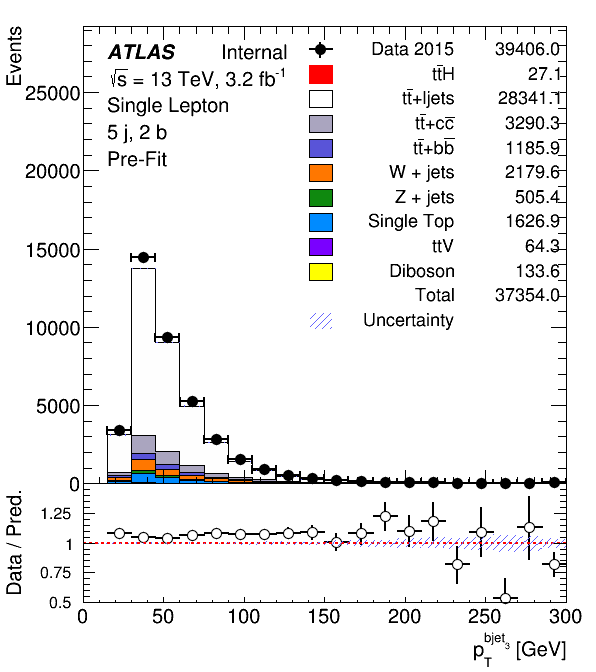 Events
ATLAS Internal
√s = 13 TeV, 3.2 fb⁻¹
Single Lepton
5 j, 2 b
Pre-Fit
Data 2015 39406.0
tt̄H 27.1
tt̄+ljets 28341.1
tt̄+cc̄ 3290.3
tt̄+bb̄ 1185.9
W + jets 2179.6
Z + jets 505.4
Single Top 1626.9
ttV 64.3
Diboson 133.6
Total 37354.0
Uncertainty
25000
20000
15000
10000
5000
0
Data / Pred.
1.25
1
0.75
0.5
0 50 100 150 200 250 300
p_T^bjet₃ [GeV]